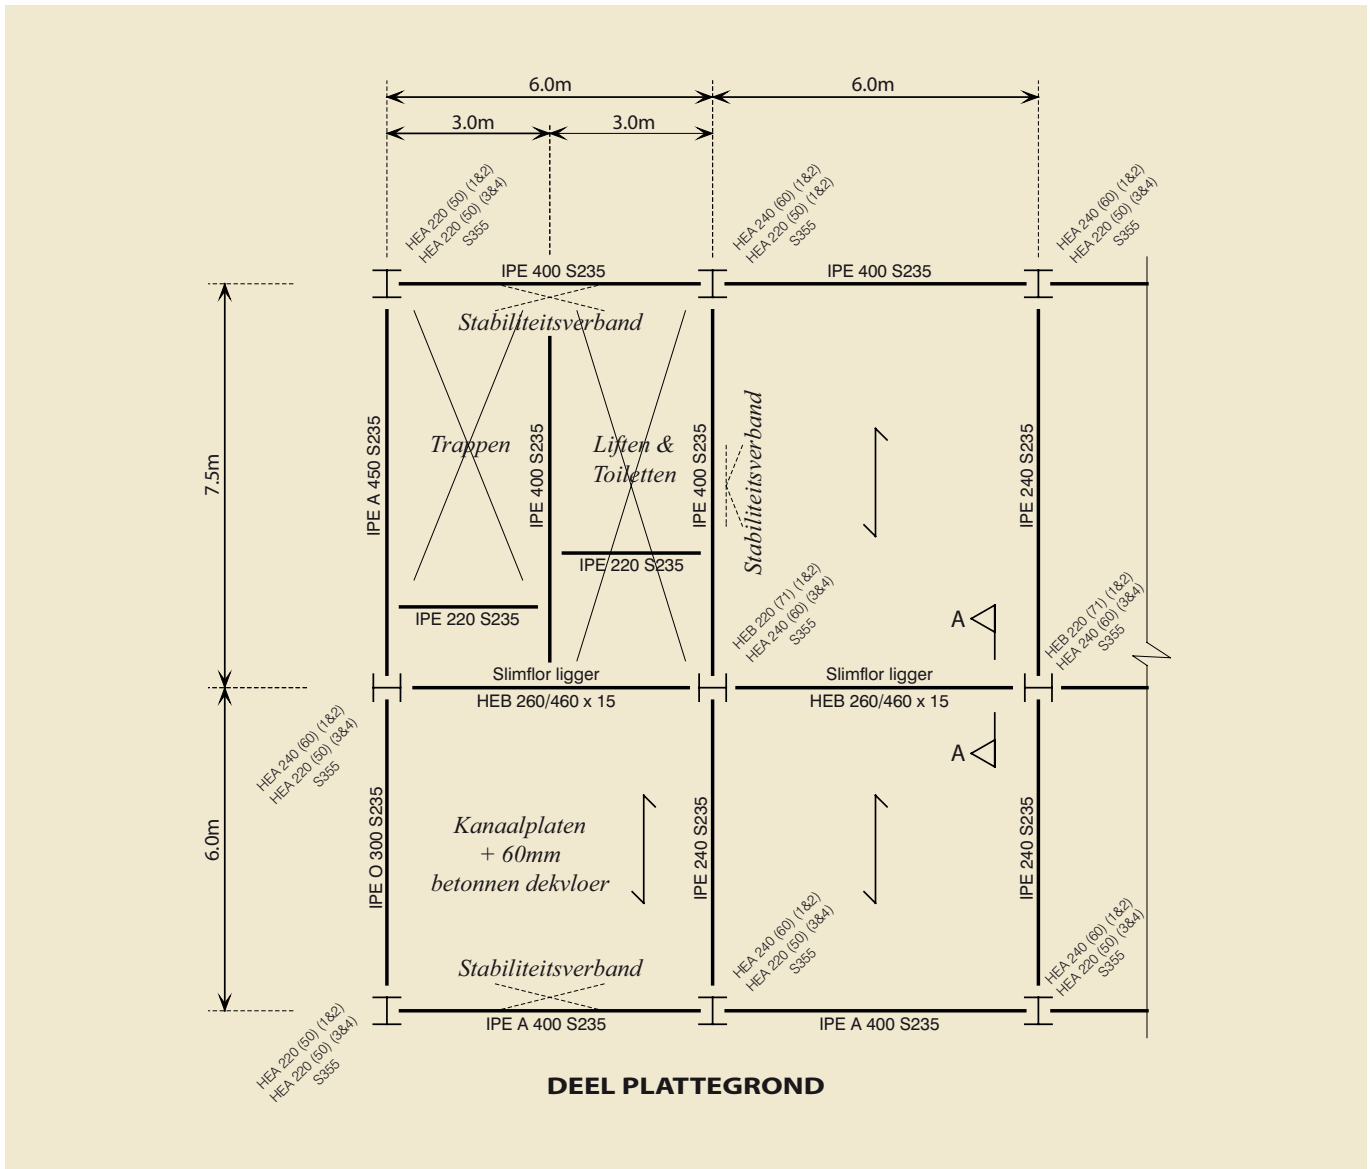 6.0m
6.0m
3.0m
3.0m
HEA 220 (50) (1&2)
HEA 220 (50) (3&4)
S355
HEA 240 (60) (1&2)
HEA 220 (50) (1&2)
S355
HEA 240 (60) (1&2)
HEA 220 (50) (3&4)
S355
IPE 400 S235
IPE 400 S235
Stabiliteitsverband
7.5m
IPE A 450 S235
Trappen
IPE 400 S235
Liften &
Toiletten
IPE 400 S235
Stabiliteitsverband
IPE 240 S235
IPE 220 S235
IPE 220 S235
HEB 220 (71) (1&2)
HEA 240 (60) (3&4)
S355
A
HEB 220 (71) (1&2)
HEA 240 (60) (3&4)
S355
Slimflor ligger
HEB 260/460 x 15
Slimflor ligger
HEB 260/460 x 15
HEA 240 (60) (1&2)
HEA 220 (50) (3&4)
S355
A
6.0m
IPE O 300 S235
Kanaalplaten
+ 60mm
betonnen dekvloer
IPE 240 S235
IPE 240 S235
HEA 240 (60) (1&2)
HEA 220 (50) (3&4)
S355
HEA 240 (60) (1&2)
HEA 220 (50) (3&4)
S355
Stabiliteitsverband
IPE A 400 S235
IPE A 400 S235
HEA 220 (50) (1&2)
HEA 220 (50) (3&4)
S355
DEEL PLATTEGROND